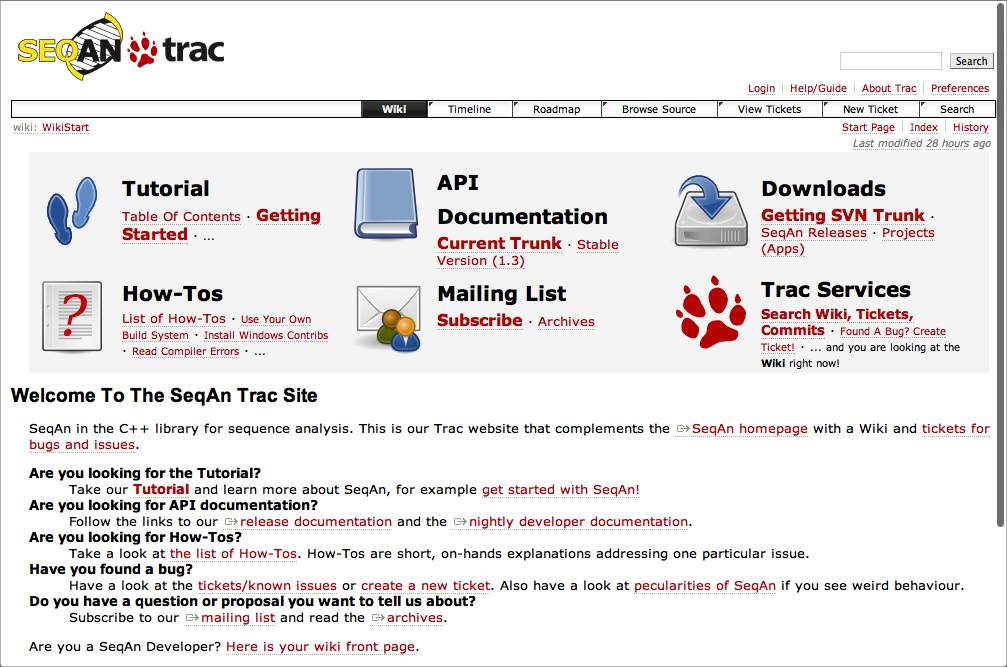 SEQAN trac
Search
Login Help/Guide About Trac Preferences
Wiki Timeline Roadmap Browse Source View Tickets New Ticket Search
wiki: WikiStart
Start Page Index History
Last modified 28 hours ago
Tutorial
Table Of Contents · Getting
Started · ...
API
Documentation
Current Trunk · Stable
Version (1.3)
Downloads
Getting SVN Trunk ·
SeqAn Releases · Projects
(Apps)
?
How-Tos
List of How-Tos · Use Your Own
Build System · Install Windows Contribs
· Read Compiler Errors · ...
Mailing List
Subscribe · Archives
Trac Services
Search Wiki, Tickets,
Commits · Found A Bug? Create
Ticket! · ... and you are looking at the
Wiki right now!
Welcome To The SeqAn Trac Site
SeqAn in the C++ library for sequence analysis. This is our Trac website that complements the SeqAn homepage with a Wiki and tickets for
bugs and issues.
Are you looking for the Tutorial?
Take our Tutorial and learn more about SeqAn, for example get started with SeqAn!
Are you looking for API documentation?
Follow the links to our release documentation and the nightly developer documentation.
Are you looking for How-Tos?
Take a look at the list of How-Tos. How-Tos are short, on-hands explanations addressing one particular issue.
Have you found a bug?
Have a look at the tickets/known issues or create a new ticket. Also have a look at pecularities of SeqAn if you see weird behaviour.
Do you have a question or proposal you want to tell us about?
Subscribe to our mailing list and read the archives.
Are you a SeqAn Developer? Here is your wiki front page.